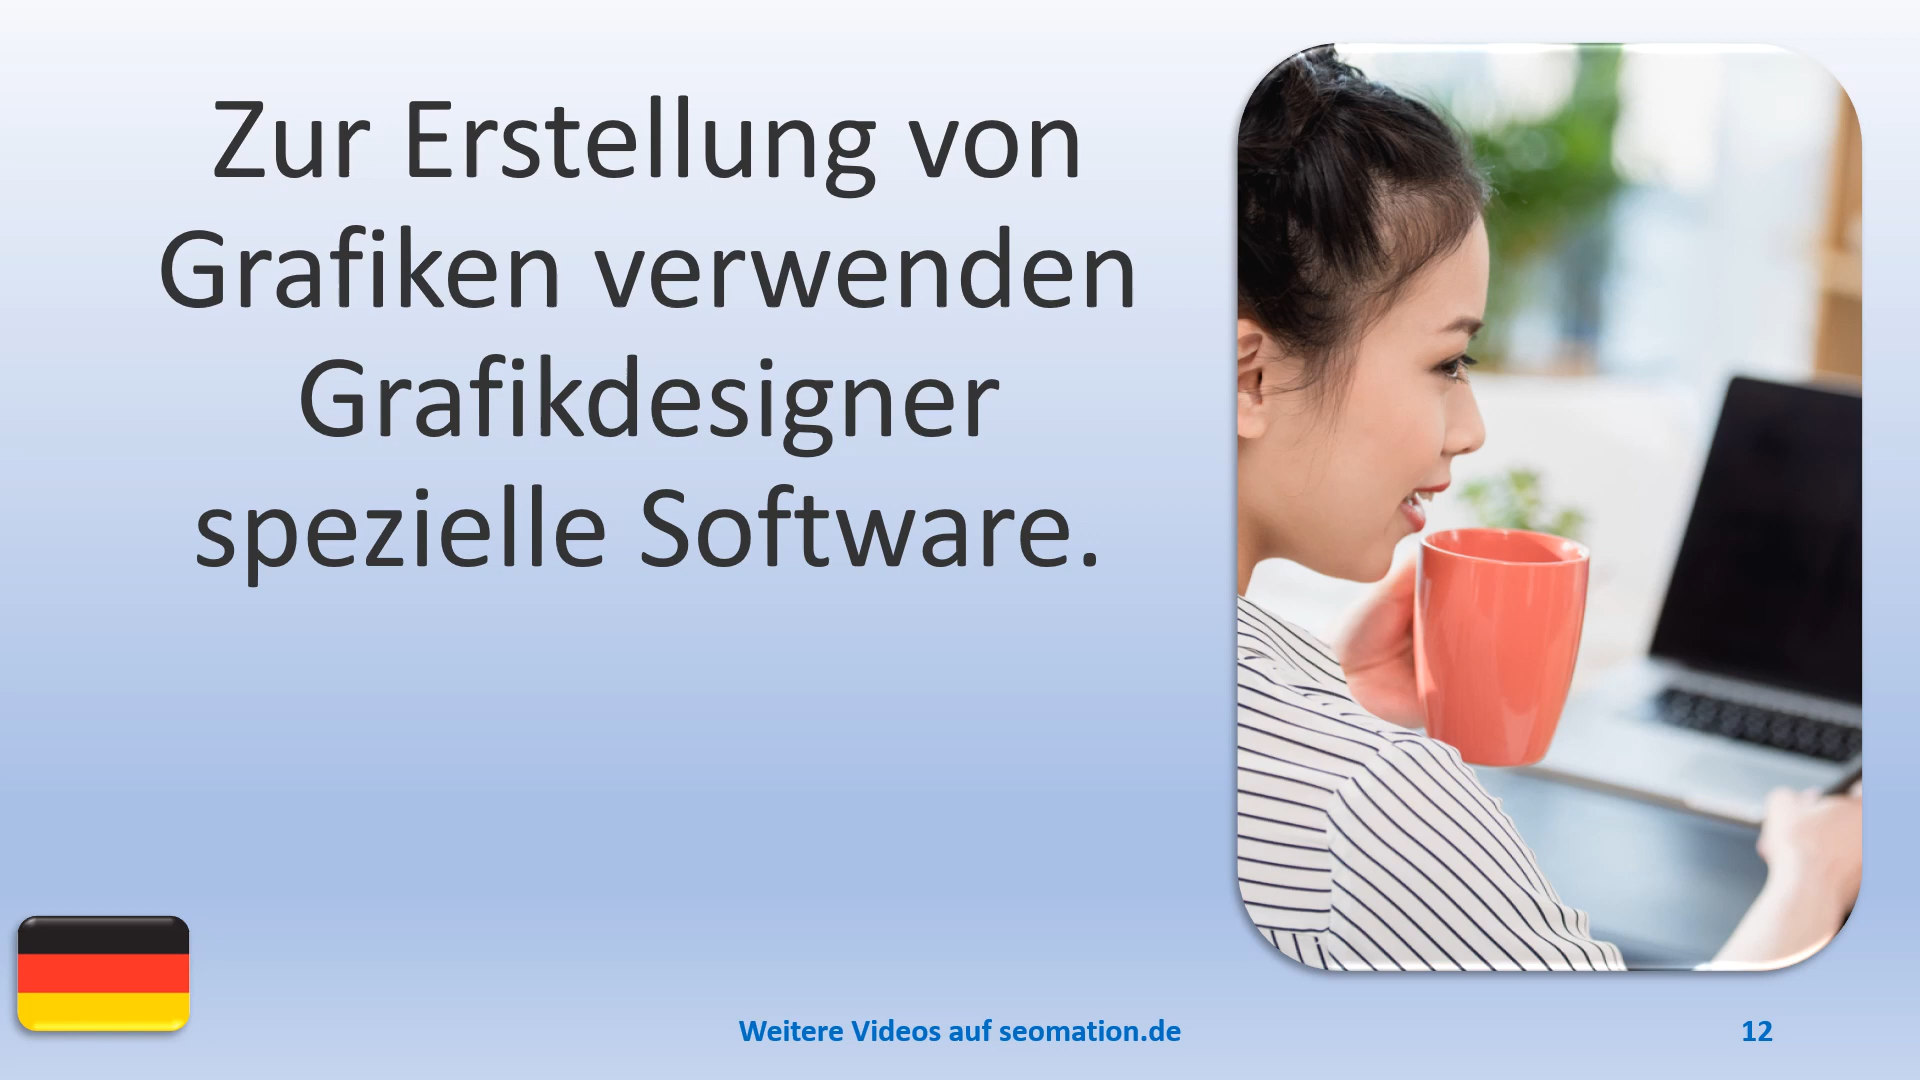 Zur Erstellung von
Grafiken verwenden
Grafikdesigner
spezielle Software.
Weitere Videos auf seomation.de
12